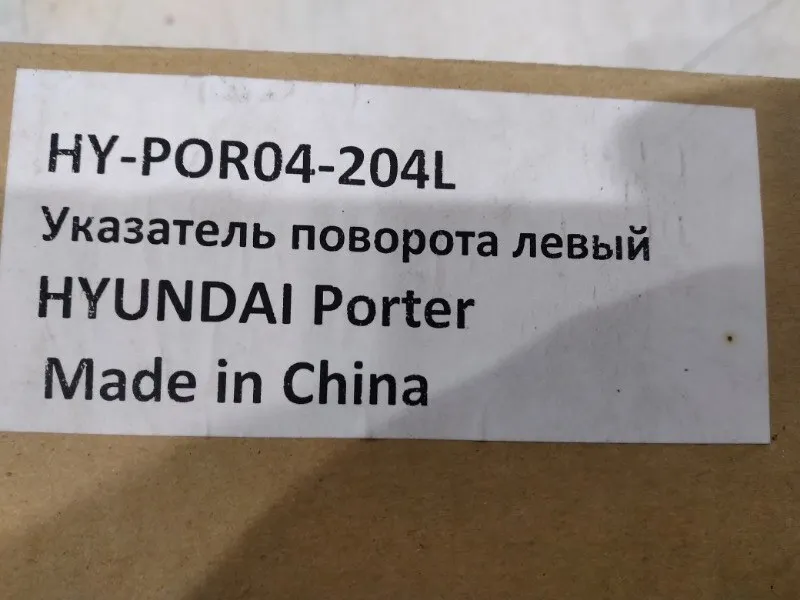 HY-POR04-204L
Указатель поворота левый
HYUNDAI Porter
Made in China